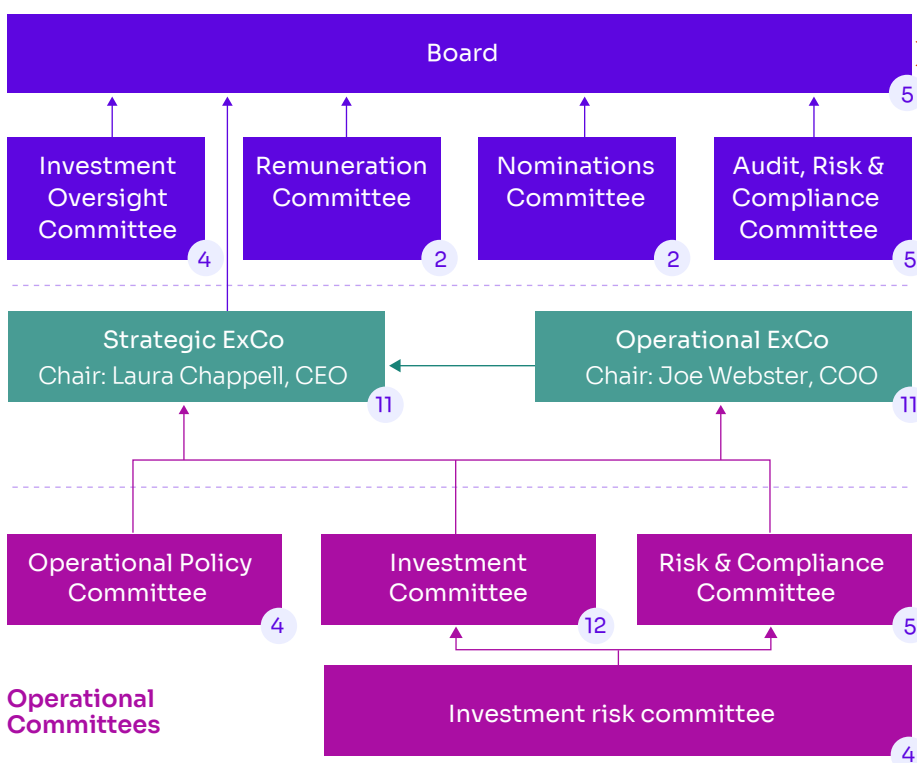 Board
5
Investment
Oversight
Committee
4
Remuneration
Committee
2
Nominations
Committee
2
Audit, Risk &
Compliance
Committee
5
Strategic ExCo
Chair: Laura Chappell, CEO
11
Operational ExCo
Chair: Joe Webster, COO
11
Operational Policy
Committee
4
Investment
Committee
12
Risk & Compliance
Committee
5
Operational
Committees
Investment risk committee
4